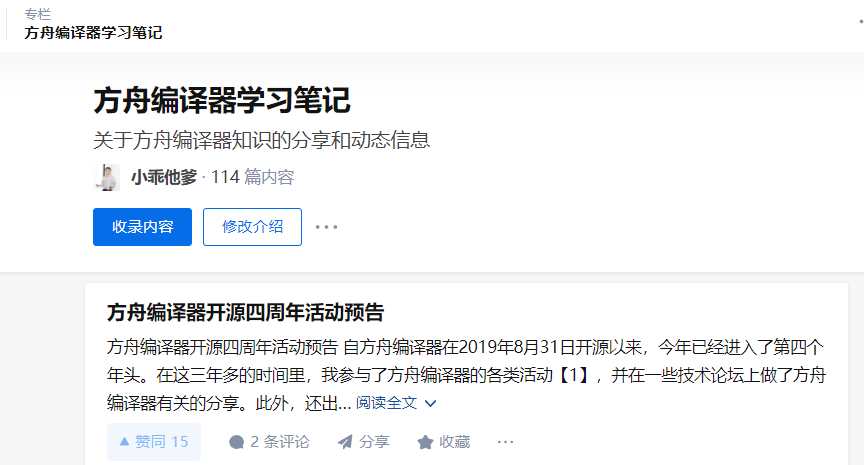 专栏
方舟编译器学习笔记
方舟编译器学习笔记
关于方舟编译器知识的分享和动态信息
小乖他爹 · 114 篇内容
收录内容 修改介绍 ···
方舟编译器开源四周年活动预告
方舟编译器开源四周年活动预告 自方舟编译器在2019年8月31日开源以来，今年已经进入了第四个
年头。在这三年多的时间里，我参与了方舟编译器的各类活动【1】，并在一些技术论坛上做了方舟
编译器有关的分享。此外，还出... 阅读全文
赞同 15 2 条评论 分享 收藏 ···